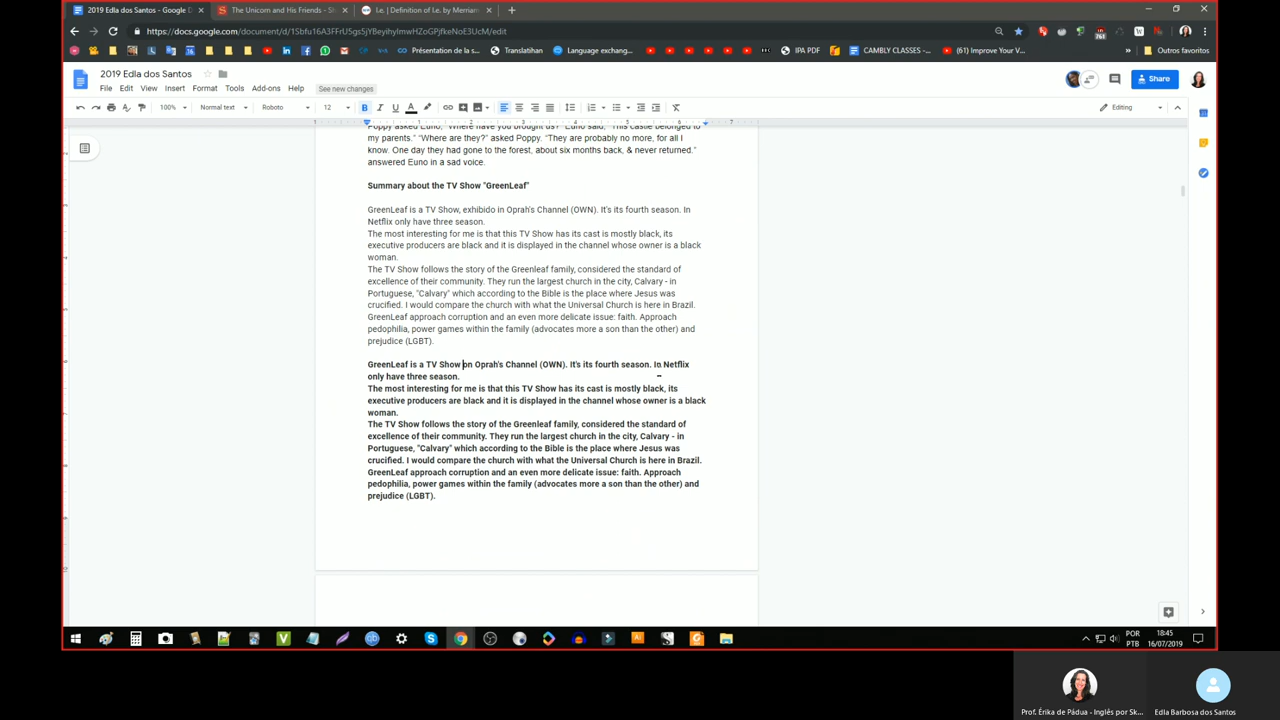 2019 Edla dos Santos - Google D
The Unicorn and His Friends - Sh
I.e. | Definition of I.e. by Merriam
https://docs.google.com/document/d/1Sbfu16A3FFrUSgs5jYBeyihyImwHZoGPjfkeNoE3UcM/edit
Présentation de la s...
Translatihan
Language exchang...
IPA PDF
CAMBLY CLASSES -...
(61) Improve Your V...
Outros favoritos
2019 Edla dos Santos
File Edit View Insert Format Tools Add-ons Help See new changes
Share
100% Normal text Roboto 12 B I U A Editing
Poppy asked Euno, "Where have you brought us?" Euno said, "This castle belonged to
my parents." "Where are they?" asked Poppy. "They are probably no more, for all I
know. One day they had gone to the forest, about six months back, & never returned."
answered Euno in a sad voice.
Summary about the TV Show "GreenLeaf"
GreenLeaf is a TV Show, exhibido in Oprah's Channel (OWN). It's its fourth season. In
Netflix only have three season.
The most interesting for me is that this TV Show has its cast is mostly black, its
executive producers are black and it is displayed in the channel whose owner is a black
woman.
The TV Show follows the story of the Greenleaf family, considered the standard of
excellence of their community. They run the largest church in the city, Calvary - in
Portuguese, "Calvary" which according to the Bible is the place where Jesus was
crucified. I would compare the church with what the Universal Church is here in Brazil.
GreenLeaf approach corruption and an even more delicate issue: faith. Approach
pedophilia, power games within the family (advocates more a son than the other) and
prejudice (LGBT).
GreenLeaf is a TV Show on Oprah's Channel (OWN). It's its fourth season. In Netflix
only have three season.
The most interesting for me is that this TV Show has its cast is mostly black, its
executive producers are black and it is displayed in the channel whose owner is a black
woman.
The TV Show follows the story of the Greenleaf family, considered the standard of
excellence of their community. They run the largest church in the city, Calvary - in
Portuguese, "Calvary" which according to the Bible is the place where Jesus was
crucified. I would compare the church with what the Universal Church is here in Brazil.
GreenLeaf approach corruption and an even more delicate issue: faith. Approach
pedophilia, power games within the family (advocates more a son than the other) and
prejudice (LGBT).
POR
PTB
18:45
16/07/2019
Prof. Érika de Pádua - Inglês por Sk...
Edla Barbosa dos Santos